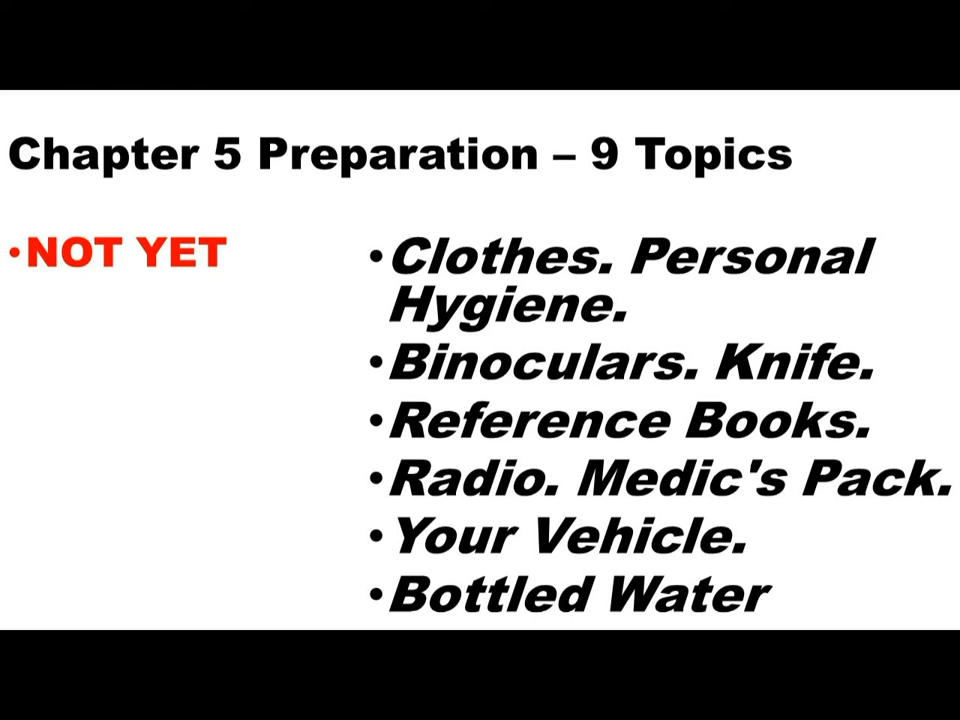 Chapter 5 Preparation – 9 Topics
•NOT YET
•Clothes. Personal
Hygiene.
•Binoculars. Knife.
•Reference Books.
•Radio. Medic's Pack.
•Your Vehicle.
•Bottled Water